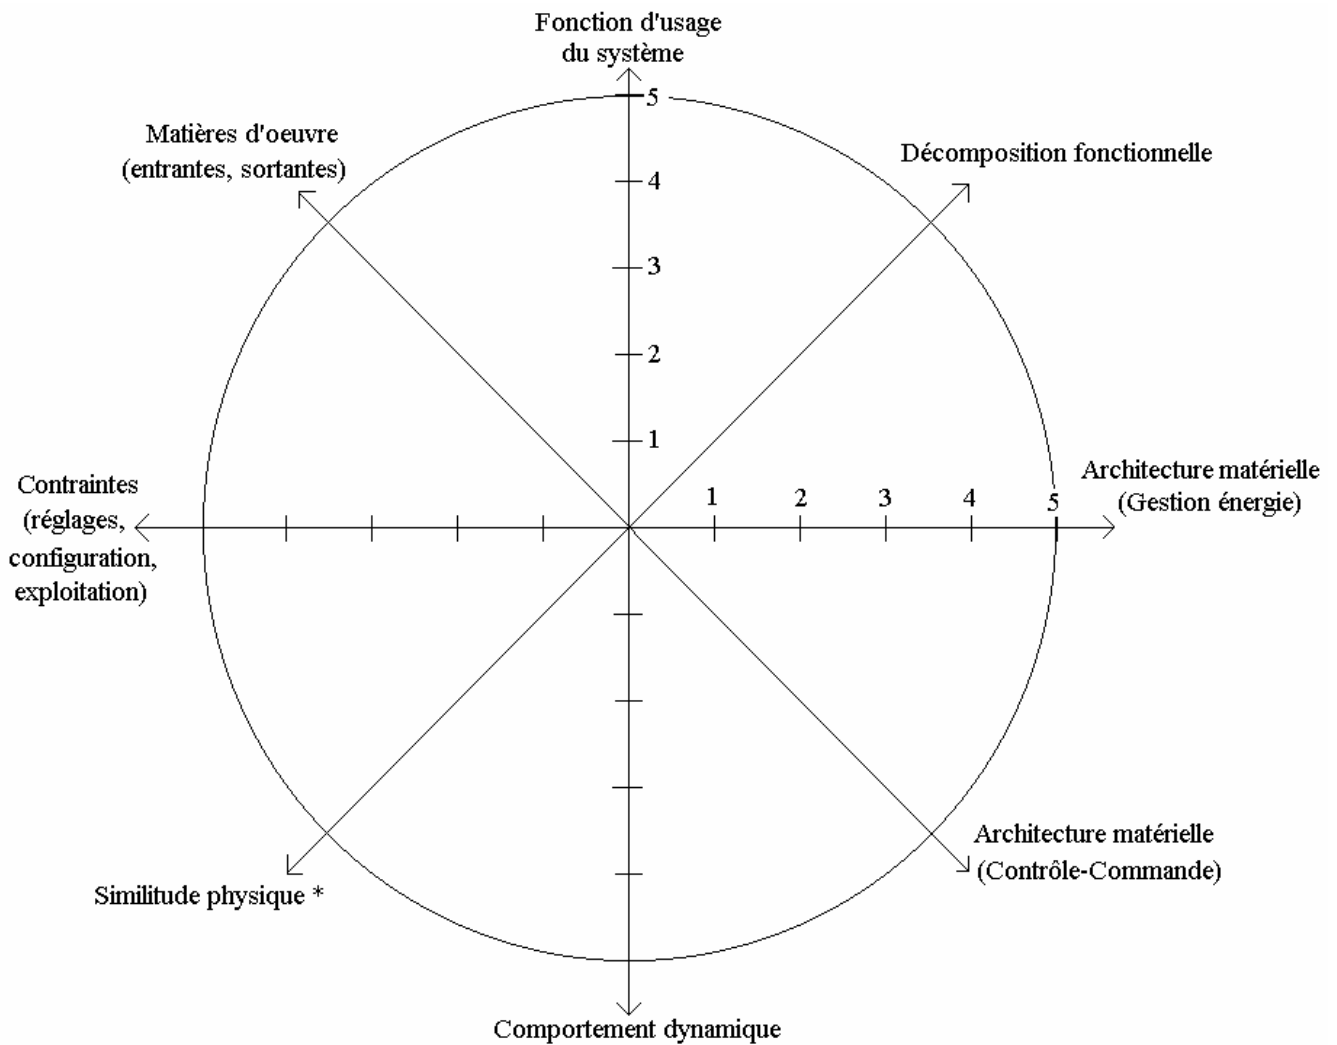 Fonction d'usage
du système
5
Matières d'oeuvre
(entrantes, sortantes)
Décomposition fonctionnelle
4
3
2
1
Contraintes
(réglages,
configuration,
exploitation)
1 2 3 4 5
Architecture matérielle
(Gestion énergie)
Architecture matérielle
(Contrôle-Commande)
Similitude physique *
Comportement dynamique